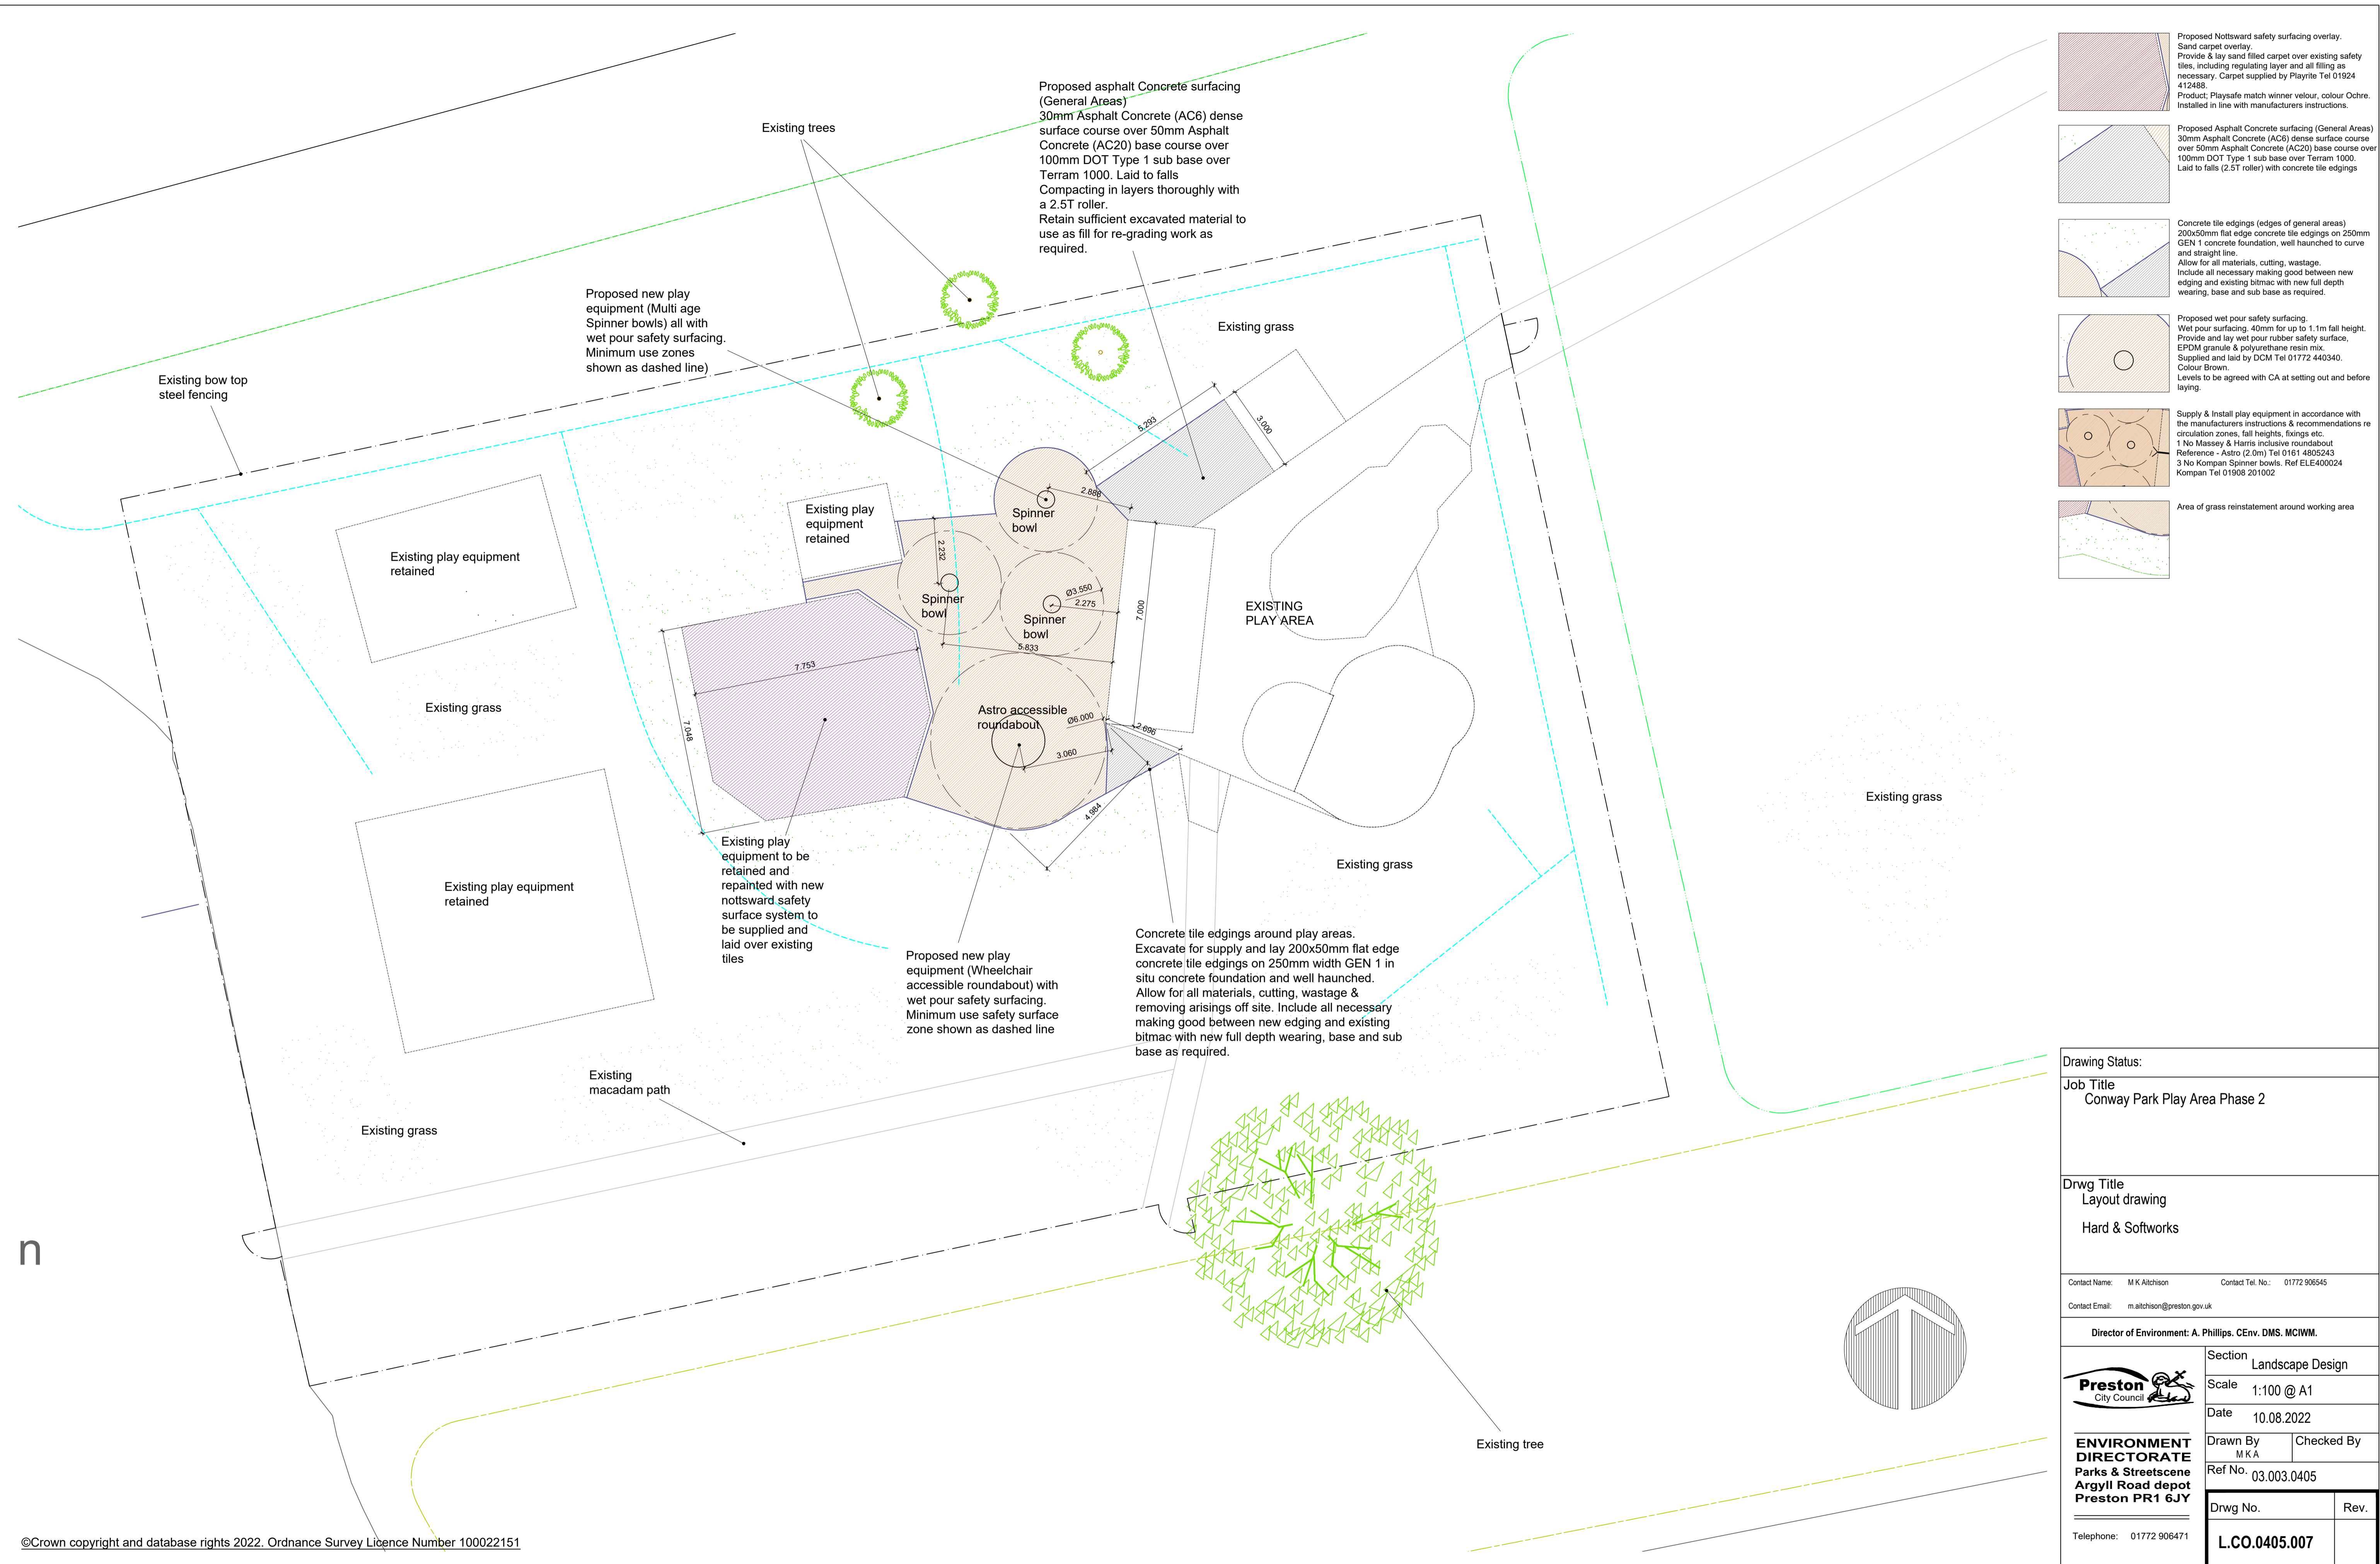 Existing trees
Proposed asphalt Concrete surfacing
(General Areas)
30mm Asphalt Concrete (AC6) dense
surface course over 50mm Asphalt
Concrete (AC20) base course over
100mm DOT Type 1 sub base over
Terram 1000. Laid to falls
Compacting in layers thoroughly with
a 2.5T roller.
Retain sufficient excavated material to
use as fill for re-grading work as
required.
Proposed new play
equipment (Multi age
Spinner bowls) all with
wet pour safety surfacing.
Minimum use zones
shown as dashed line)
Existing grass
Existing bow top
steel fencing
5.293
3.000
Existing play
equipment
retained
2.888
Spinner
bowl
2.232
Existing play equipment
retained
Spinner
bowl
Ø3.550
2.275
Spinner
bowl
7.000
EXISTING
PLAY AREA
5.833
7.753
7.048
Existing grass
Astro accessible
roundabout
Ø6.000
2.696
3.060
4.984
Existing grass
Existing play
equipment to be
retained and
repainted with new
nottsward safety
surface system to
be supplied and
laid over existing
tiles
Existing grass
Existing play equipment
retained
Proposed new play
equipment (Wheelchair
accessible roundabout) with
wet pour safety surfacing.
Minimum use safety surface
zone shown as dashed line
Concrete tile edgings around play areas.
Excavate for supply and lay 200x50mm flat edge
concrete tile edgings on 250mm width GEN 1 in
situ concrete foundation and well haunched.
Allow for all materials, cutting, wastage &
removing arisings off site. Include all necessary
making good between new edging and existing
bitmac with new full depth wearing, base and sub
base as required.
Existing
macadam path
Existing grass
n
Existing tree
©Crown copyright and database rights 2022. Ordnance Survey Licence Number 100022151
Proposed Nottsward safety surfacing overlay.
Sand carpet overlay.
Provide & lay sand filled carpet over existing safety
tiles, including regulating layer and all filling as
necessary. Carpet supplied by Playrite Tel 01924
412488.
Product; Playsafe match winner velour, colour Ochre.
Installed in line with manufacturers instructions.
Proposed Asphalt Concrete surfacing (General Areas)
30mm Asphalt Concrete (AC6) dense surface course
over 50mm Asphalt Concrete (AC20) base course over
100mm DOT Type 1 sub base over Terram 1000.
Laid to falls (2.5T roller) with concrete tile edgings
Concrete tile edgings (edges of general areas)
200x50mm flat edge concrete tile edgings on 250mm
GEN 1 concrete foundation, well haunched to curve
and straight line.
Allow for all materials, cutting, wastage.
Include all necessary making good between new
edging and existing bitmac with new full depth
wearing, base and sub base as required.
Proposed wet pour safety surfacing.
Wet pour surfacing. 40mm for up to 1.1m fall height.
Provide and lay wet pour rubber safety surface,
EPDM granule & polyurethane resin mix.
Supplied and laid by DCM Tel 01772 440340.
Colour Brown.
Levels to be agreed with CA at setting out and before
laying.
Supply & Install play equipment in accordance with
the manufacturers instructions & recommendations re
circulation zones, fall heights, fixings etc.
1 No Massey & Harris inclusive roundabout
Reference - Astro (2.0m) Tel 0161 4805243
3 No Kompan Spinner bowls. Ref ELE400024
Kompan Tel 01908 201002
Area of grass reinstatement around working area
Drawing Status:
Job Title
Conway Park Play Area Phase 2
Drwg Title
Layout drawing
Hard & Softworks
Contact Name: M K Aitchison Contact Tel. No.: 01772 906545
Contact Email: m.aitchison@preston.gov.uk
Director of Environment: A. Phillips. CEnv. DMS. MCIWM.
Preston
City Council
ENVIRONMENT
DIRECTORATE
Parks & Streetscene
Argyll Road depot
Preston PR1 6JY
Telephone: 01772 906471
Section Landscape Design
Scale 1:100 @ A1
Date 10.08.2022
Drawn By Checked By
M K A
Ref No. 03.003.0405
Drwg No. Rev.
L.CO.0405.007